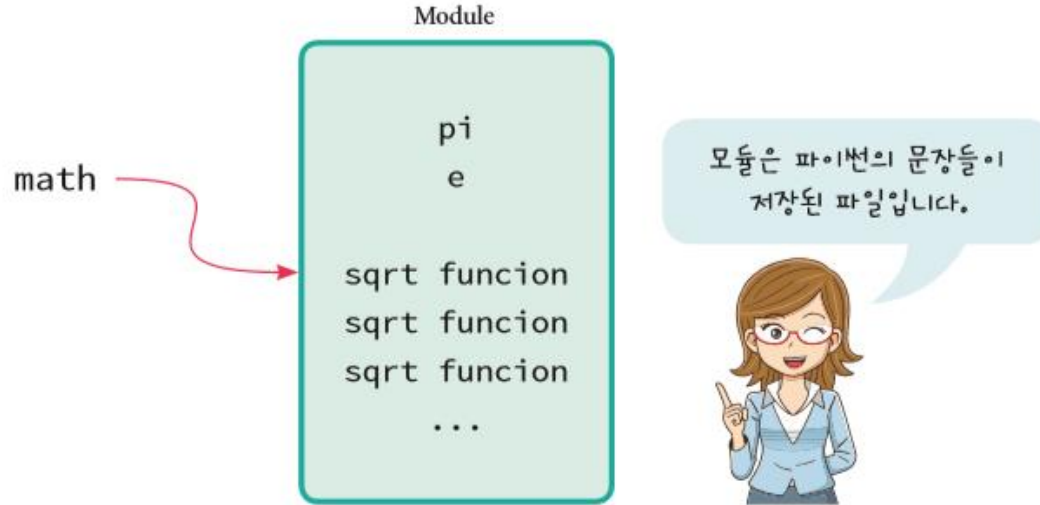 Module
math
pi
e
sqrt funcion
sqrt funcion
sqrt funcion
...
모듈은 파이썬의 문장들이
저장된 파일입니다.